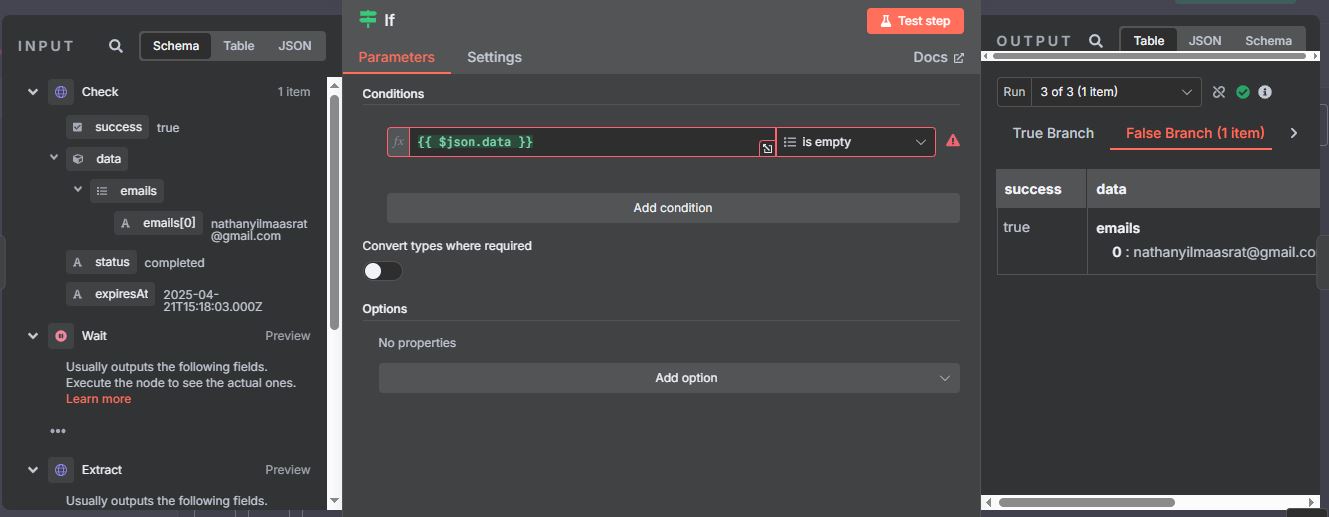 INPUT
Schema
Table
JSON
Check
1 item
success
true
data
emails
emails[0]
nathanyilmaasrat
@gmail.com
A
status
completed
A
expiresAt
2025-04-
21T15:18:03.000Z
Wait
Preview
Usually outputs the following fields.
Execute the node to see the actual ones.
Learn more
•••
Extract
Preview
Usually outputs the following fields.
If
Test step
Parameters
Settings
Docs
Conditions
fx
{{ $json.data }}
is empty
Add condition
Convert types where required
Options
No properties
Add option
OUTPUT
Table
JSON
Schema
Run
3 of 3 (1 item)
True Branch
False Branch (1 item)
success
data
true
emails
0 : nathanyilmaasrat@gmail.co